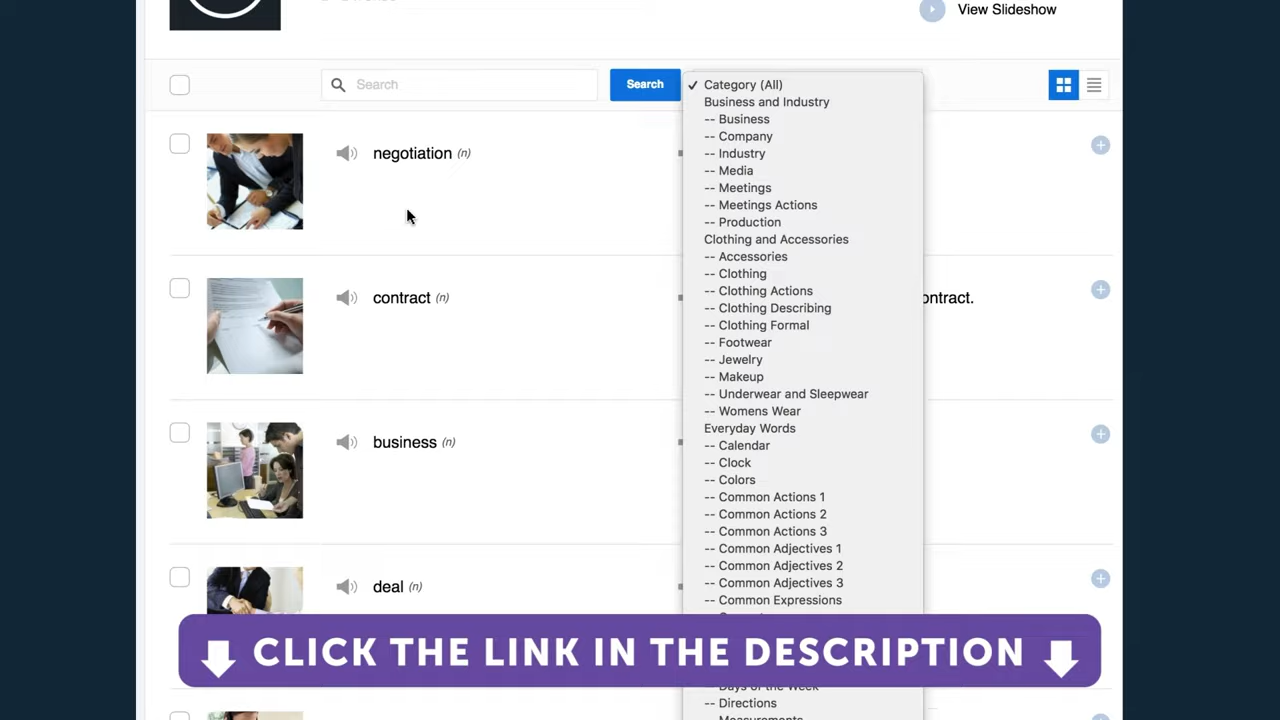 View Slideshow
Search
Search
✓ Category (All)
Business and Industry
-- Business
-- Company
-- Industry
-- Media
-- Meetings
-- Meetings Actions
-- Production
Clothing and Accessories
-- Accessories
-- Clothing
-- Clothing Actions
-- Clothing Describing
-- Clothing Formal
-- Footwear
-- Jewelry
-- Makeup
-- Underwear and Sleepwear
-- Womens Wear
Everyday Words
-- Calendar
-- Clock
-- Colors
-- Common Actions 1
-- Common Actions 2
-- Common Actions 3
-- Common Adjectives 1
-- Common Adjectives 2
-- Common Adjectives 3
-- Common Expressions
-- Days of the Week
-- Directions
-- Measurements
negotiation (n)
contract (n)
contract.
business (n)
deal (n)
CLICK THE LINK IN THE DESCRIPTION